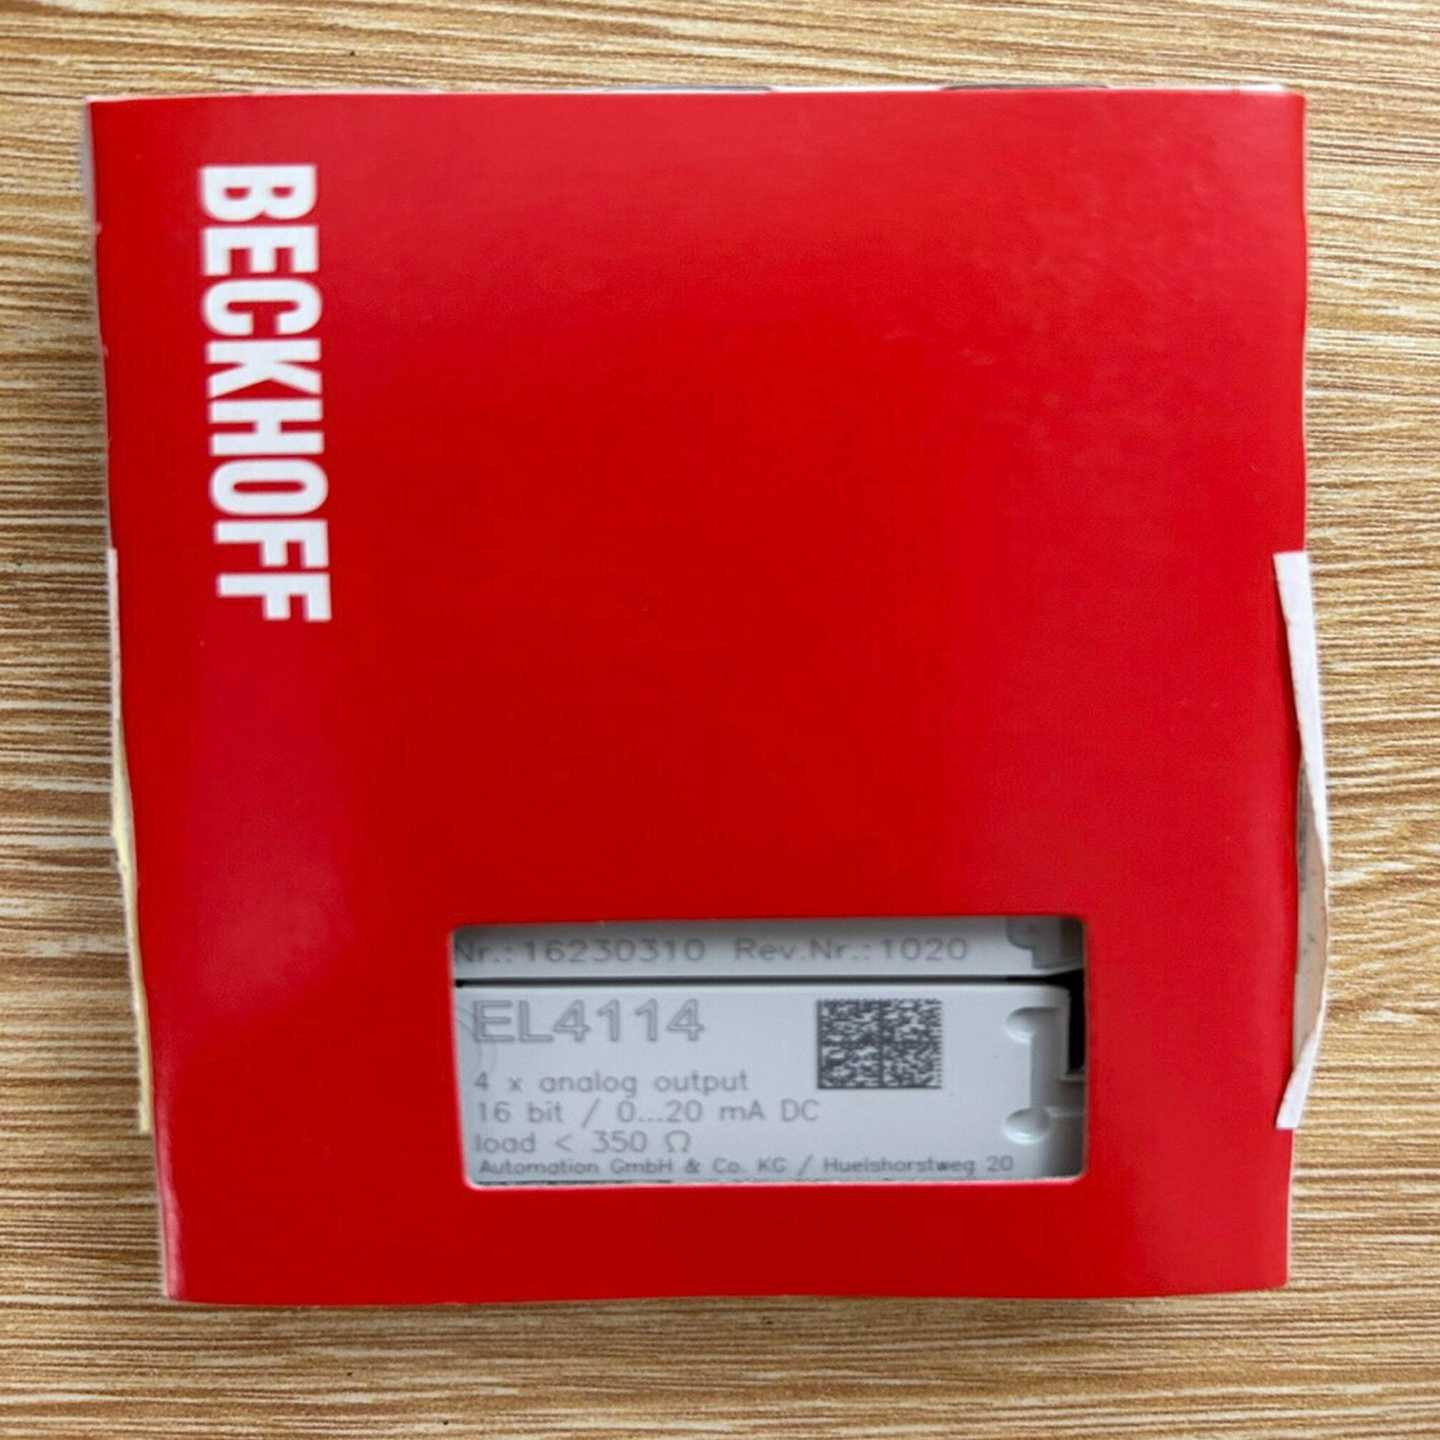 BECKHOFF
Nr.: 16230310 Rev.Nr.: 1020
EL4114
4 x analog output
16 bit / 0...20 mA DC
load < 350 Ω
Automation GmbH & Co. KG / Huelshorstweg 20